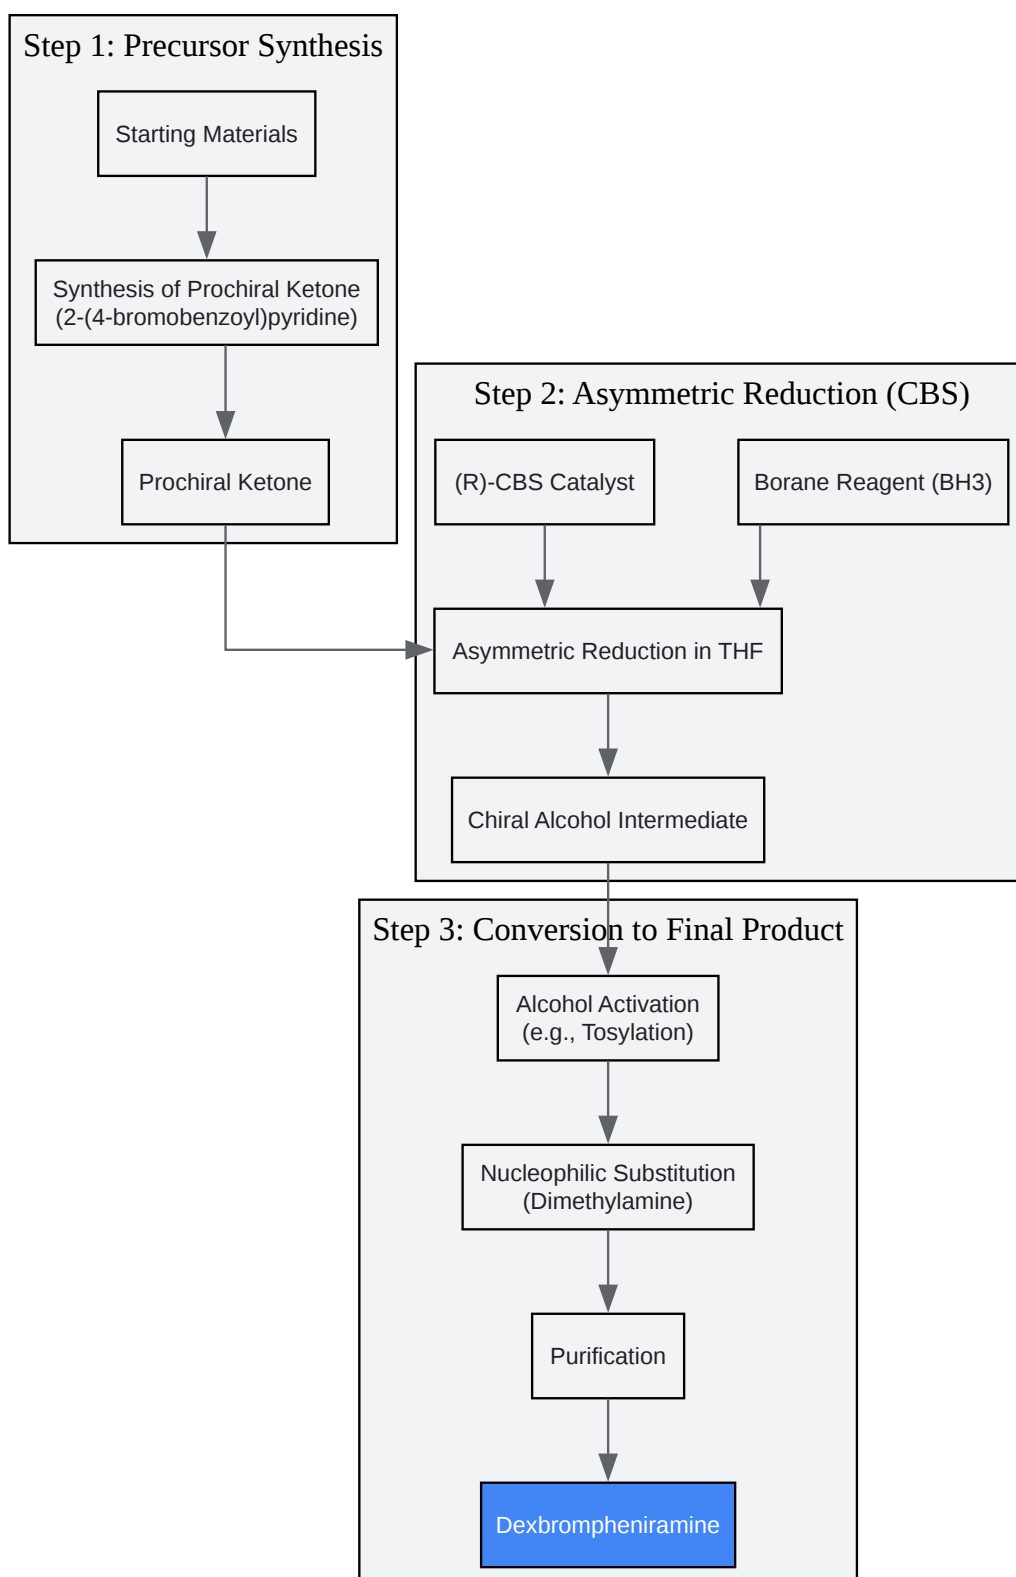 Step 1: Precursor Synthesis
Starting Materials
Synthesis of Prochiral Ketone
(2-(4-bromobenzoyl)pyridine)
Prochiral Ketone
Step 2: Asymmetric Reduction (CBS)
(R)-CBS Catalyst
Borane Reagent (BH3)
Asymmetric Reduction in THF
Chiral Alcohol Intermediate
Step 3: Conversion to Final Product
Alcohol Activation
(e.g., Tosylation)
Nucleophilic Substitution
(Dimethylamine)
Purification
Dexbrompheniramine